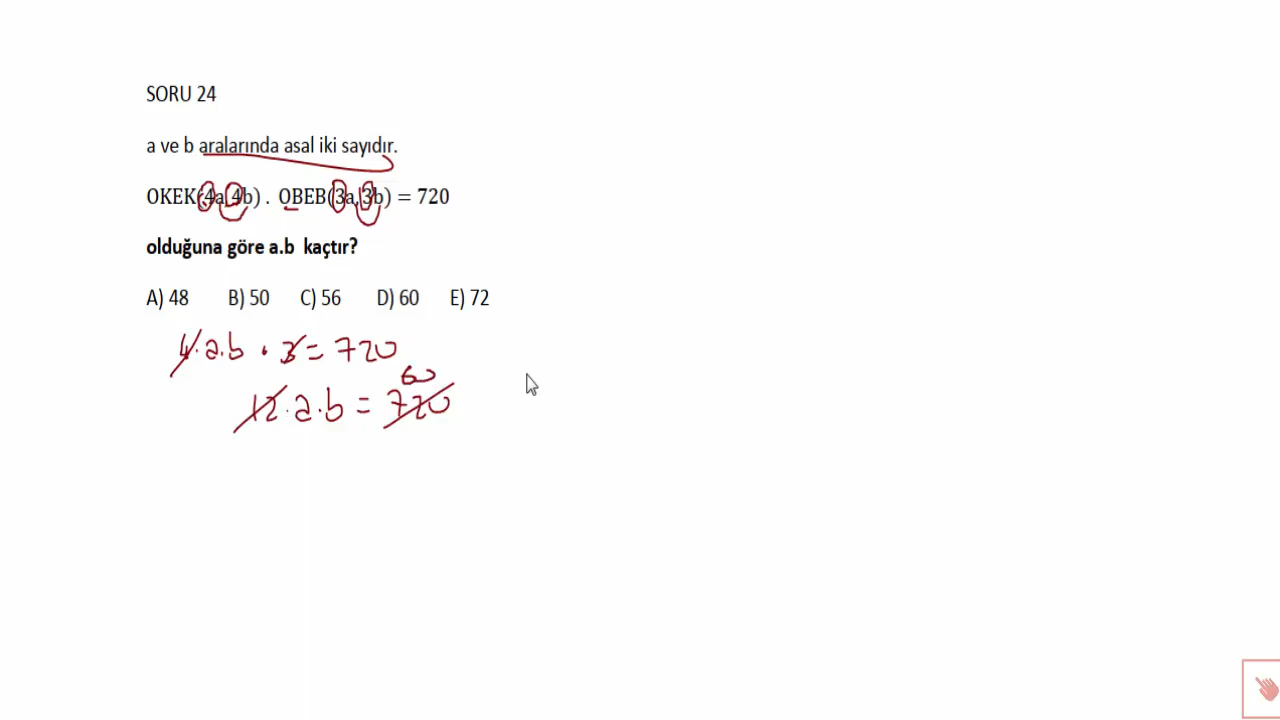 SORU 24
a ve b aralarında asal iki sayıdır.
OKEK(4a,4b) . OBEB(3a,3b) = 720
olduğuna göre a.b kaçtır?
A) 48 B) 50 C) 56 D) 60 E) 72
4.a.b . 3 = 720
60
12.a.b = 720